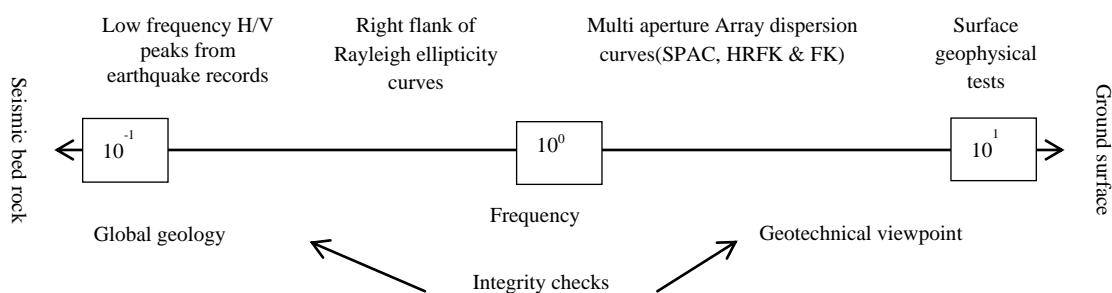 Low frequency H/V
peaks from
earthquake records
Right flank of
Rayleigh ellipticity
curves
Multi aperture Array dispersion
curves(SPAC, HRFK & FK)
Surface
geophysical
tests
Seismic bed rock
10-1
100
101
Ground surface
Frequency
Global geology
Geotechnical viewpoint
Integrity checks